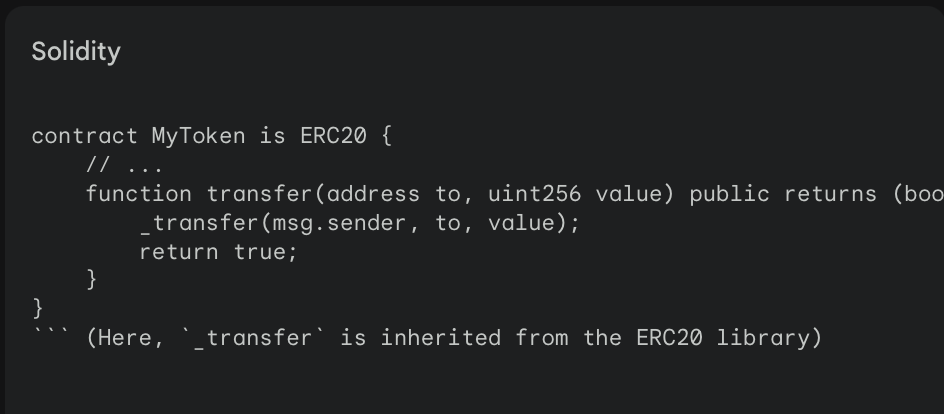 Solidity
contract MyToken is ERC20 {
    // ...
    function transfer(address to, uint256 value) public returns (boo
        _transfer(msg.sender, to, value);
        return true;
    }
}
``` (Here, `_transfer` is inherited from the ERC20 library)